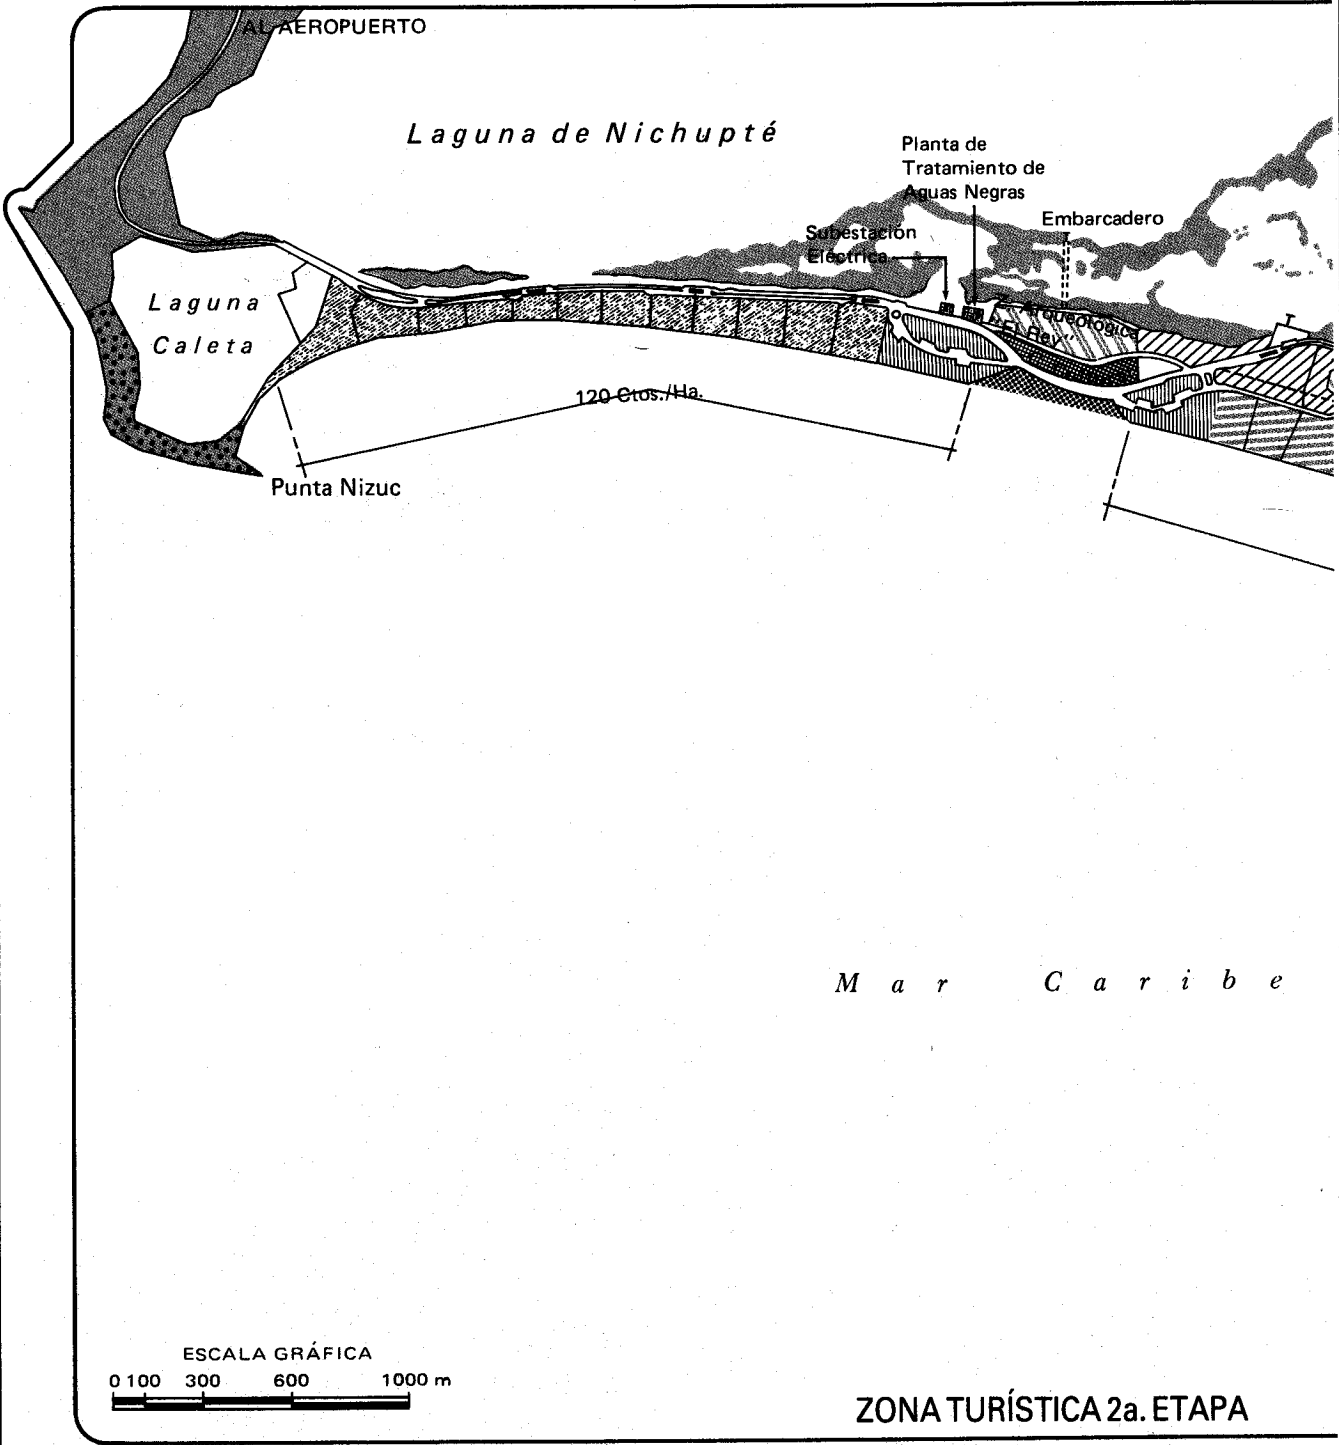 AL AEROPUERTO
Laguna de Nichupté
Planta de
Tratamiento de
Aguas Negras
Embarcadero
Subestación
Eléctrica
Laguna
Caleta
Z. Arqueológica
"El Rey"
120 Ctos./Ha.
Punta Nizuc
Mar Caribe
ESCALA GRÁFICA
0 100 300 600 1000 m
ZONA TURÍSTICA 2a. ETAPA